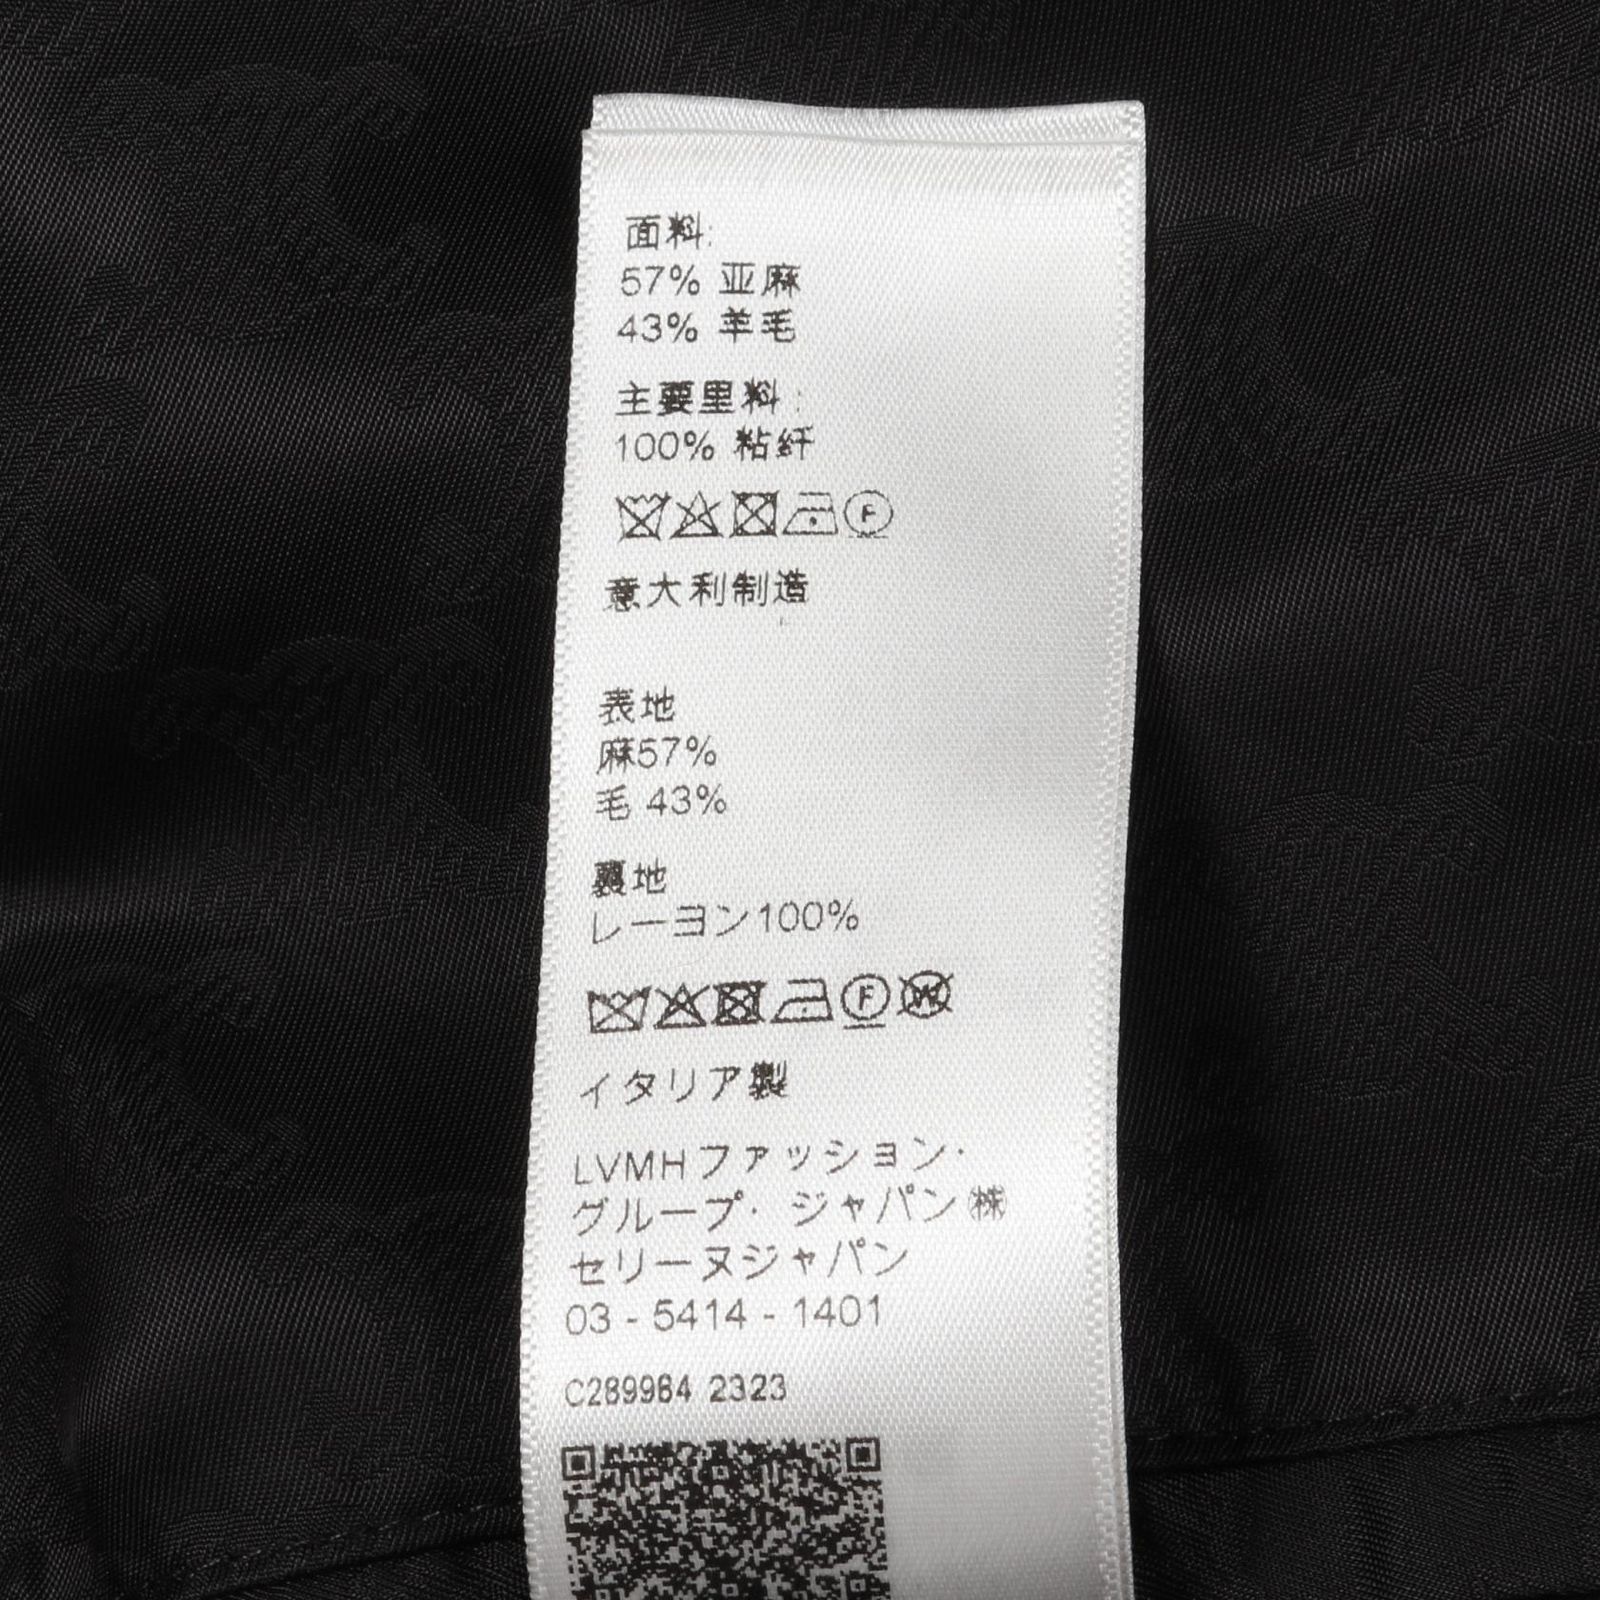 面料:
57% 亚麻
43% 羊毛
主要里料:
100% 粘纤
F
意大利制造
表地
麻57%
毛 43%
裏地
レーヨン100%
F W
イタリア製
LVMHファッション・
グループ・ジャパン㈱
セリーヌジャパン
03 - 5414 - 1401
C289964 2323